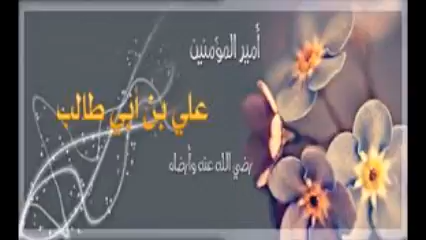 أمير المؤمنين
علي بن أبي طالب
رضي الله عنه وأرضاه